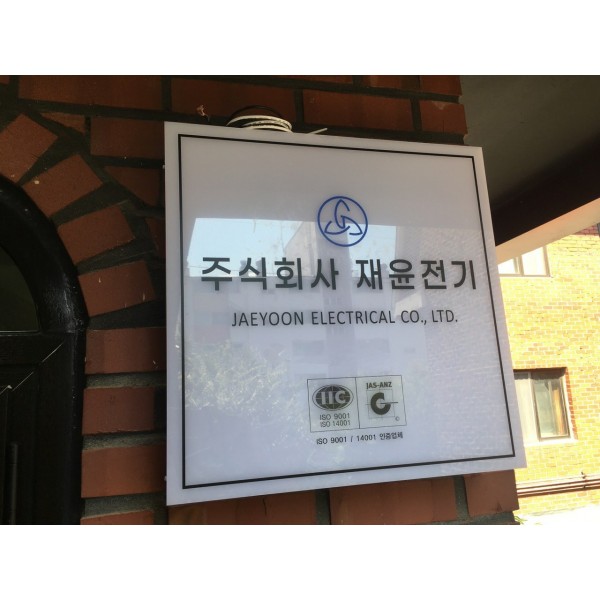 주식회사 재윤전기
JAEYOON ELECTRICAL CO., LTD.
IIC
JAS-ANZ
ISO 9001
ISO 14001
ISO 9001 / 14001 인증업체